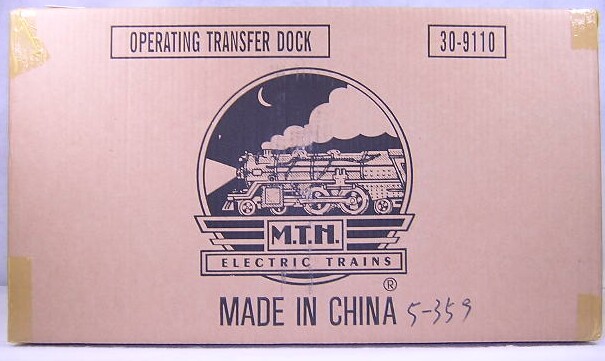 OPERATING TRANSFER DOCK 30-9110
M.T.H.
ELECTRIC TRAINS
®
MADE IN CHINA 5-359